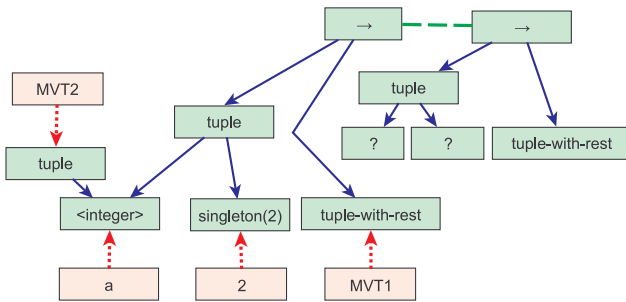 → →
MVT2 tuple
tuple
tuple ? ? tuple-with-rest
<integer> singleton(2) tuple-with-rest
a 2 MVT1